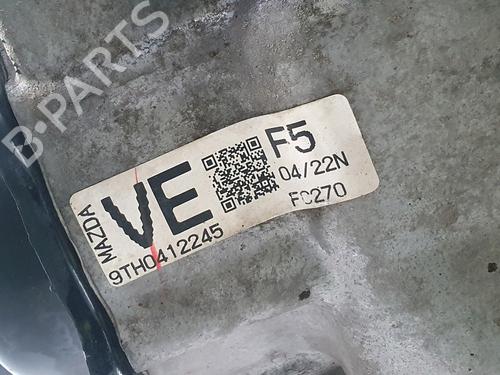 B-PARTS
MAZDA
VE
F5
04/22N
9TH0412245
FC270